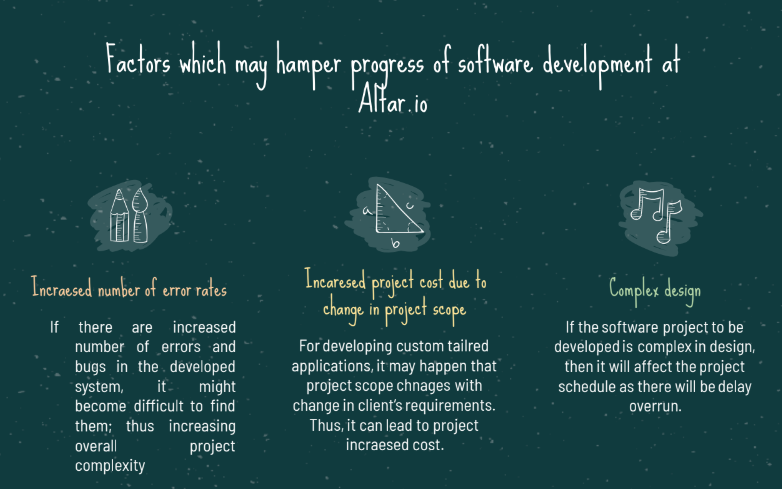 Factors which may hamper progress of software development at
Altar.io
a
c
b
Incraesed number of error rates
If there are increased
number of errors and
bugs in the developed
system, it might
become difficult to find
them; thus increasing
overall project
complexity
Incaresed project cost due to
change in project scope
For developing custom tailred
applications, it may happen that
project scope chnages with
change in client's requirements.
Thus, it can lead to project
incraesed cost.
Complex design
If the software project to be
developed is complex in design,
then it will affect the project
schedule as there will be delay
overrun.